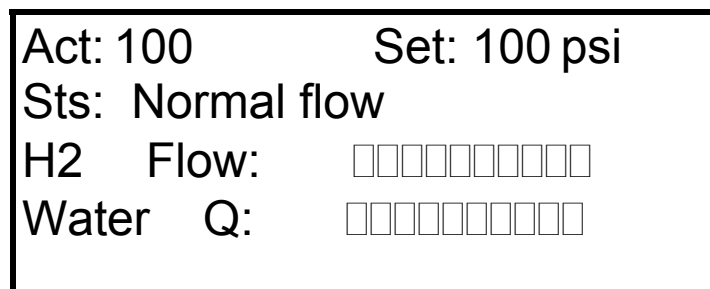 Act: 100 Set: 100 psi
Sts: Normal flow
H2 Flow: ▯▯▯▯▯▯▯▯▯▯
Water Q: ▯▯▯▯▯▯▯▯▯▯